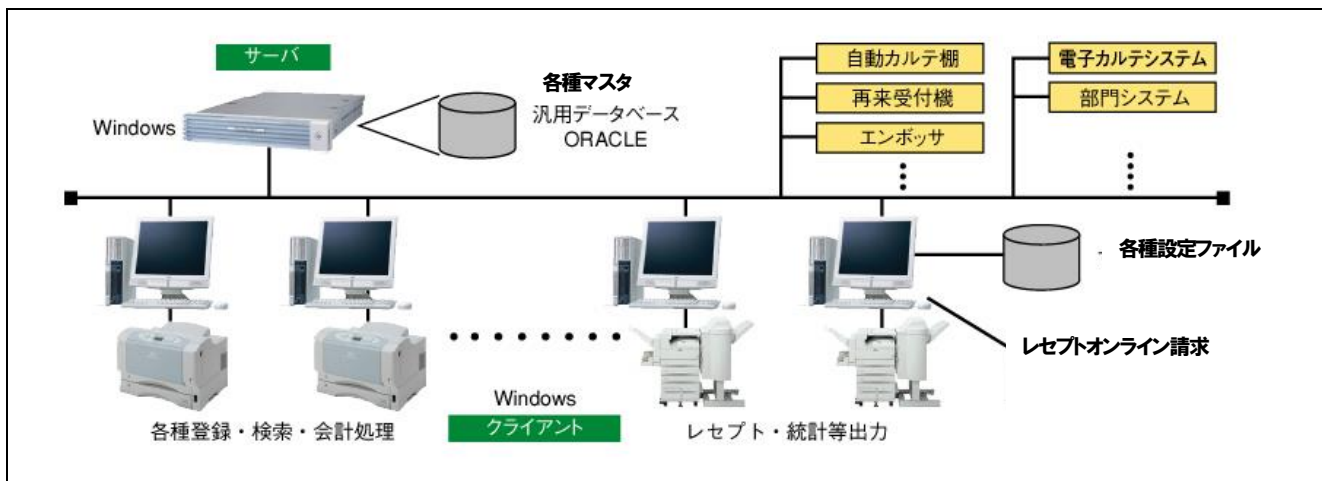 サーバ
Windows
各種マスタ
汎用データベース
ORACLE
自動カルテ棚
再来受付機
エンボッサ
電子カルテシステム
部門システム
各種設定ファイル
レセプトオンライン請求
Windows
クライアント
各種登録・検索・会計処理
レセプト・統計等出力